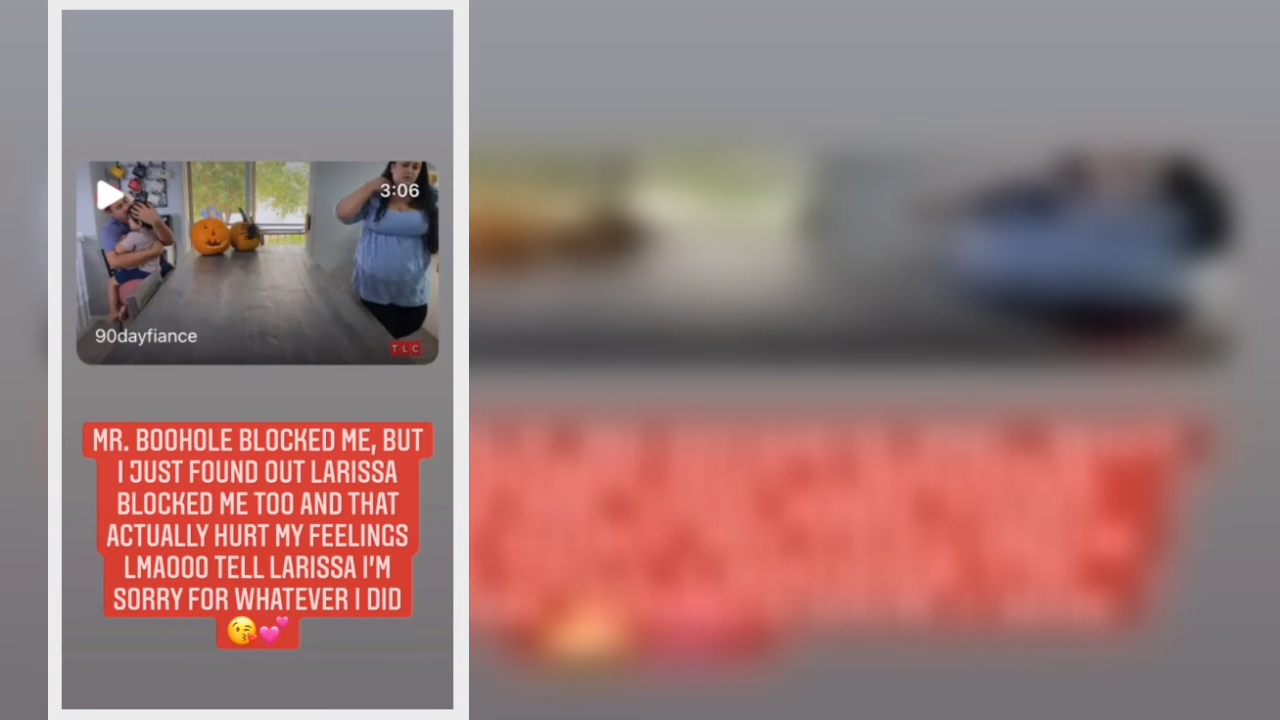 3:06
90dayfiance
TLC
MR. BOOHOLE BLOCKED ME, BUT
I JUST FOUND OUT LARISSA
BLOCKED ME TOO AND THAT
ACTUALLY HURT MY FEELINGS
LMAOOO TELL LARISSA I'M
SORRY FOR WHATEVER I DID
😘💕